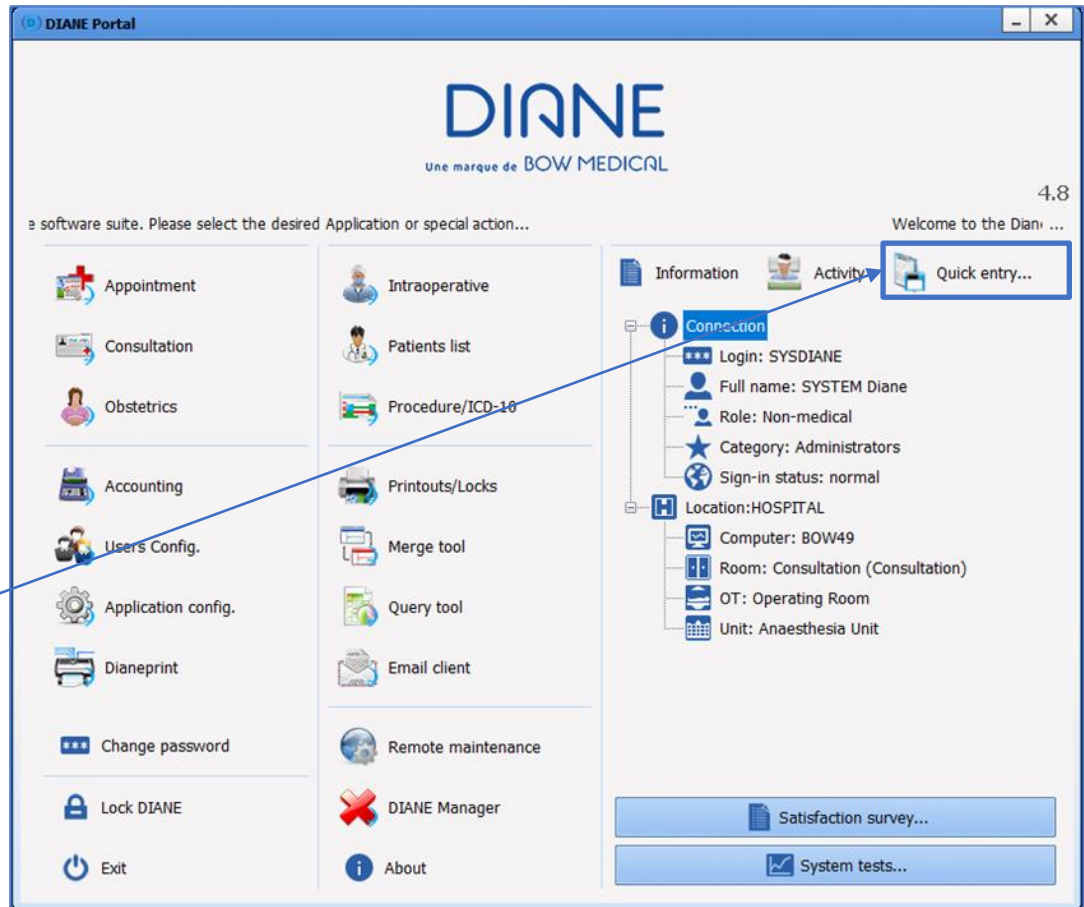 DIANE Portal
DIANE
Une marque de BOW MEDICAL
4.8
e software suite. Please select the desired Application or special action...
Welcome to the Dian ...
Appointment
Consultation
Obstetrics
Accounting
Users Config.
Application config.
Dianeprint
Change password
Lock DIANE
Exit
Intraoperative
Patients list
Procedure/ICD-10
Printouts/Locks
Merge tool
Query tool
Email client
Remote maintenance
DIANE Manager
About
Information
Activity
Quick entry...
Connection
Login: SYSDIANE
Full name: SYSTEM Diane
Role: Non-medical
Category: Administrators
Sign-in status: normal
Location:HOSPITAL
Computer: BOW49
Room: Consultation (Consultation)
OT: Operating Room
Unit: Anaesthesia Unit
Satisfaction survey...
System tests...